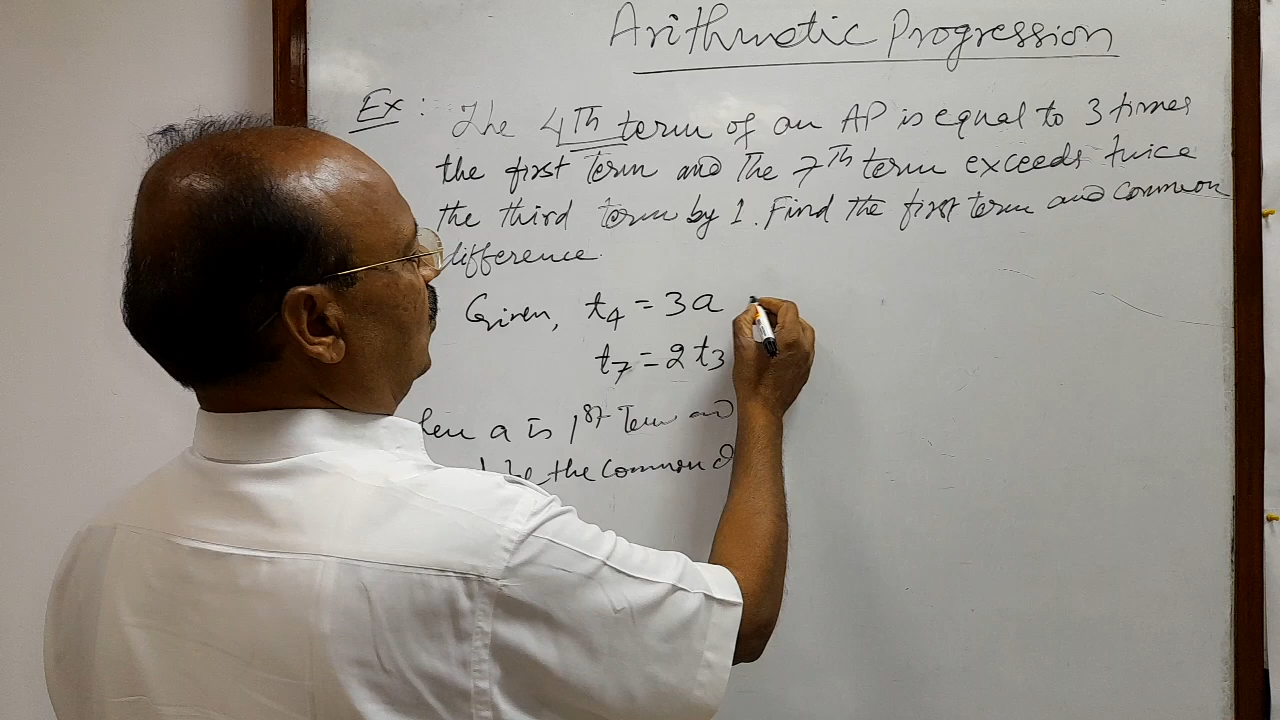 Arithmetic Progression
Ex: The 4th term of an AP is equal to 3 times
the first term and the 7th term exceeds twice
the third term by 1. Find the first term and common
difference.
Given, t4 = 3a
t7 = 2t3
a is 1st Term and
be the common